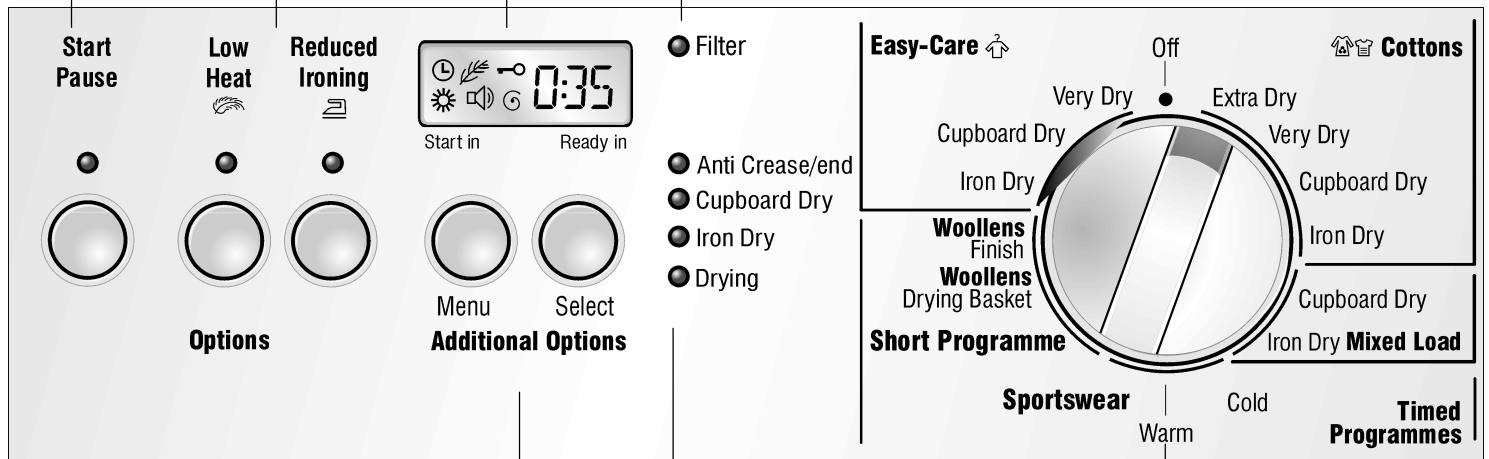 Start
Pause
Low
Heat
Reduced
Ironing
0:35
Start in
Ready in
Menu
Select
Options
Additional Options
Filter
Anti Crease/end
Cupboard Dry
Iron Dry
Drying
Easy-Care
Off
Cottons
Very Dry
Cupboard Dry
Iron Dry
Woollens
Finish
Woollens
Drying Basket
Short Programme
Sportswear
Extra Dry
Very Dry
Cupboard Dry
Iron Dry
Cupboard Dry
Iron Dry Mixed Load
Cold
Warm
Timed
Programmes